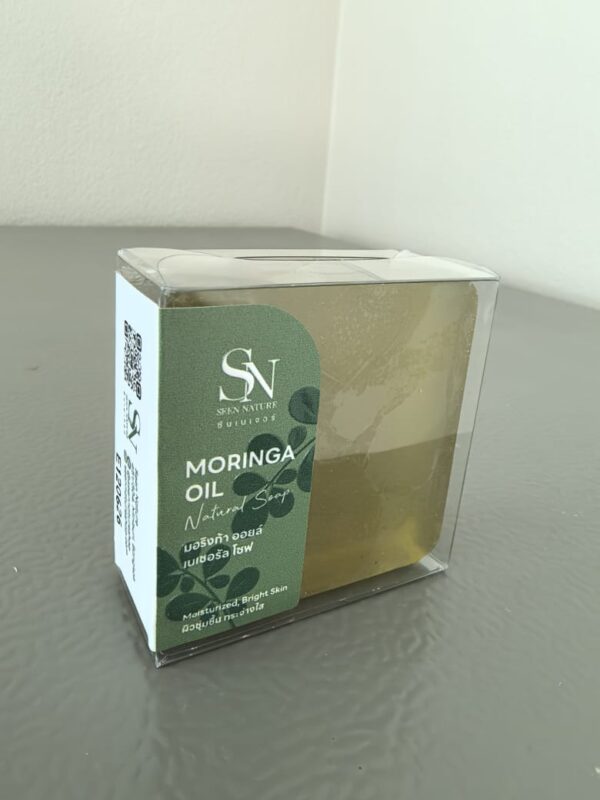 SN
SEEN NATURE
ซีนเนเจอร์
MORINGA
OIL
Natural Soap
มอริงก้า ออยล์
เนเชอรัล โซฟ
Moisturized, Bright Skin
ผิวชุ่มชื้น กระจ่างใส
SN
E120626